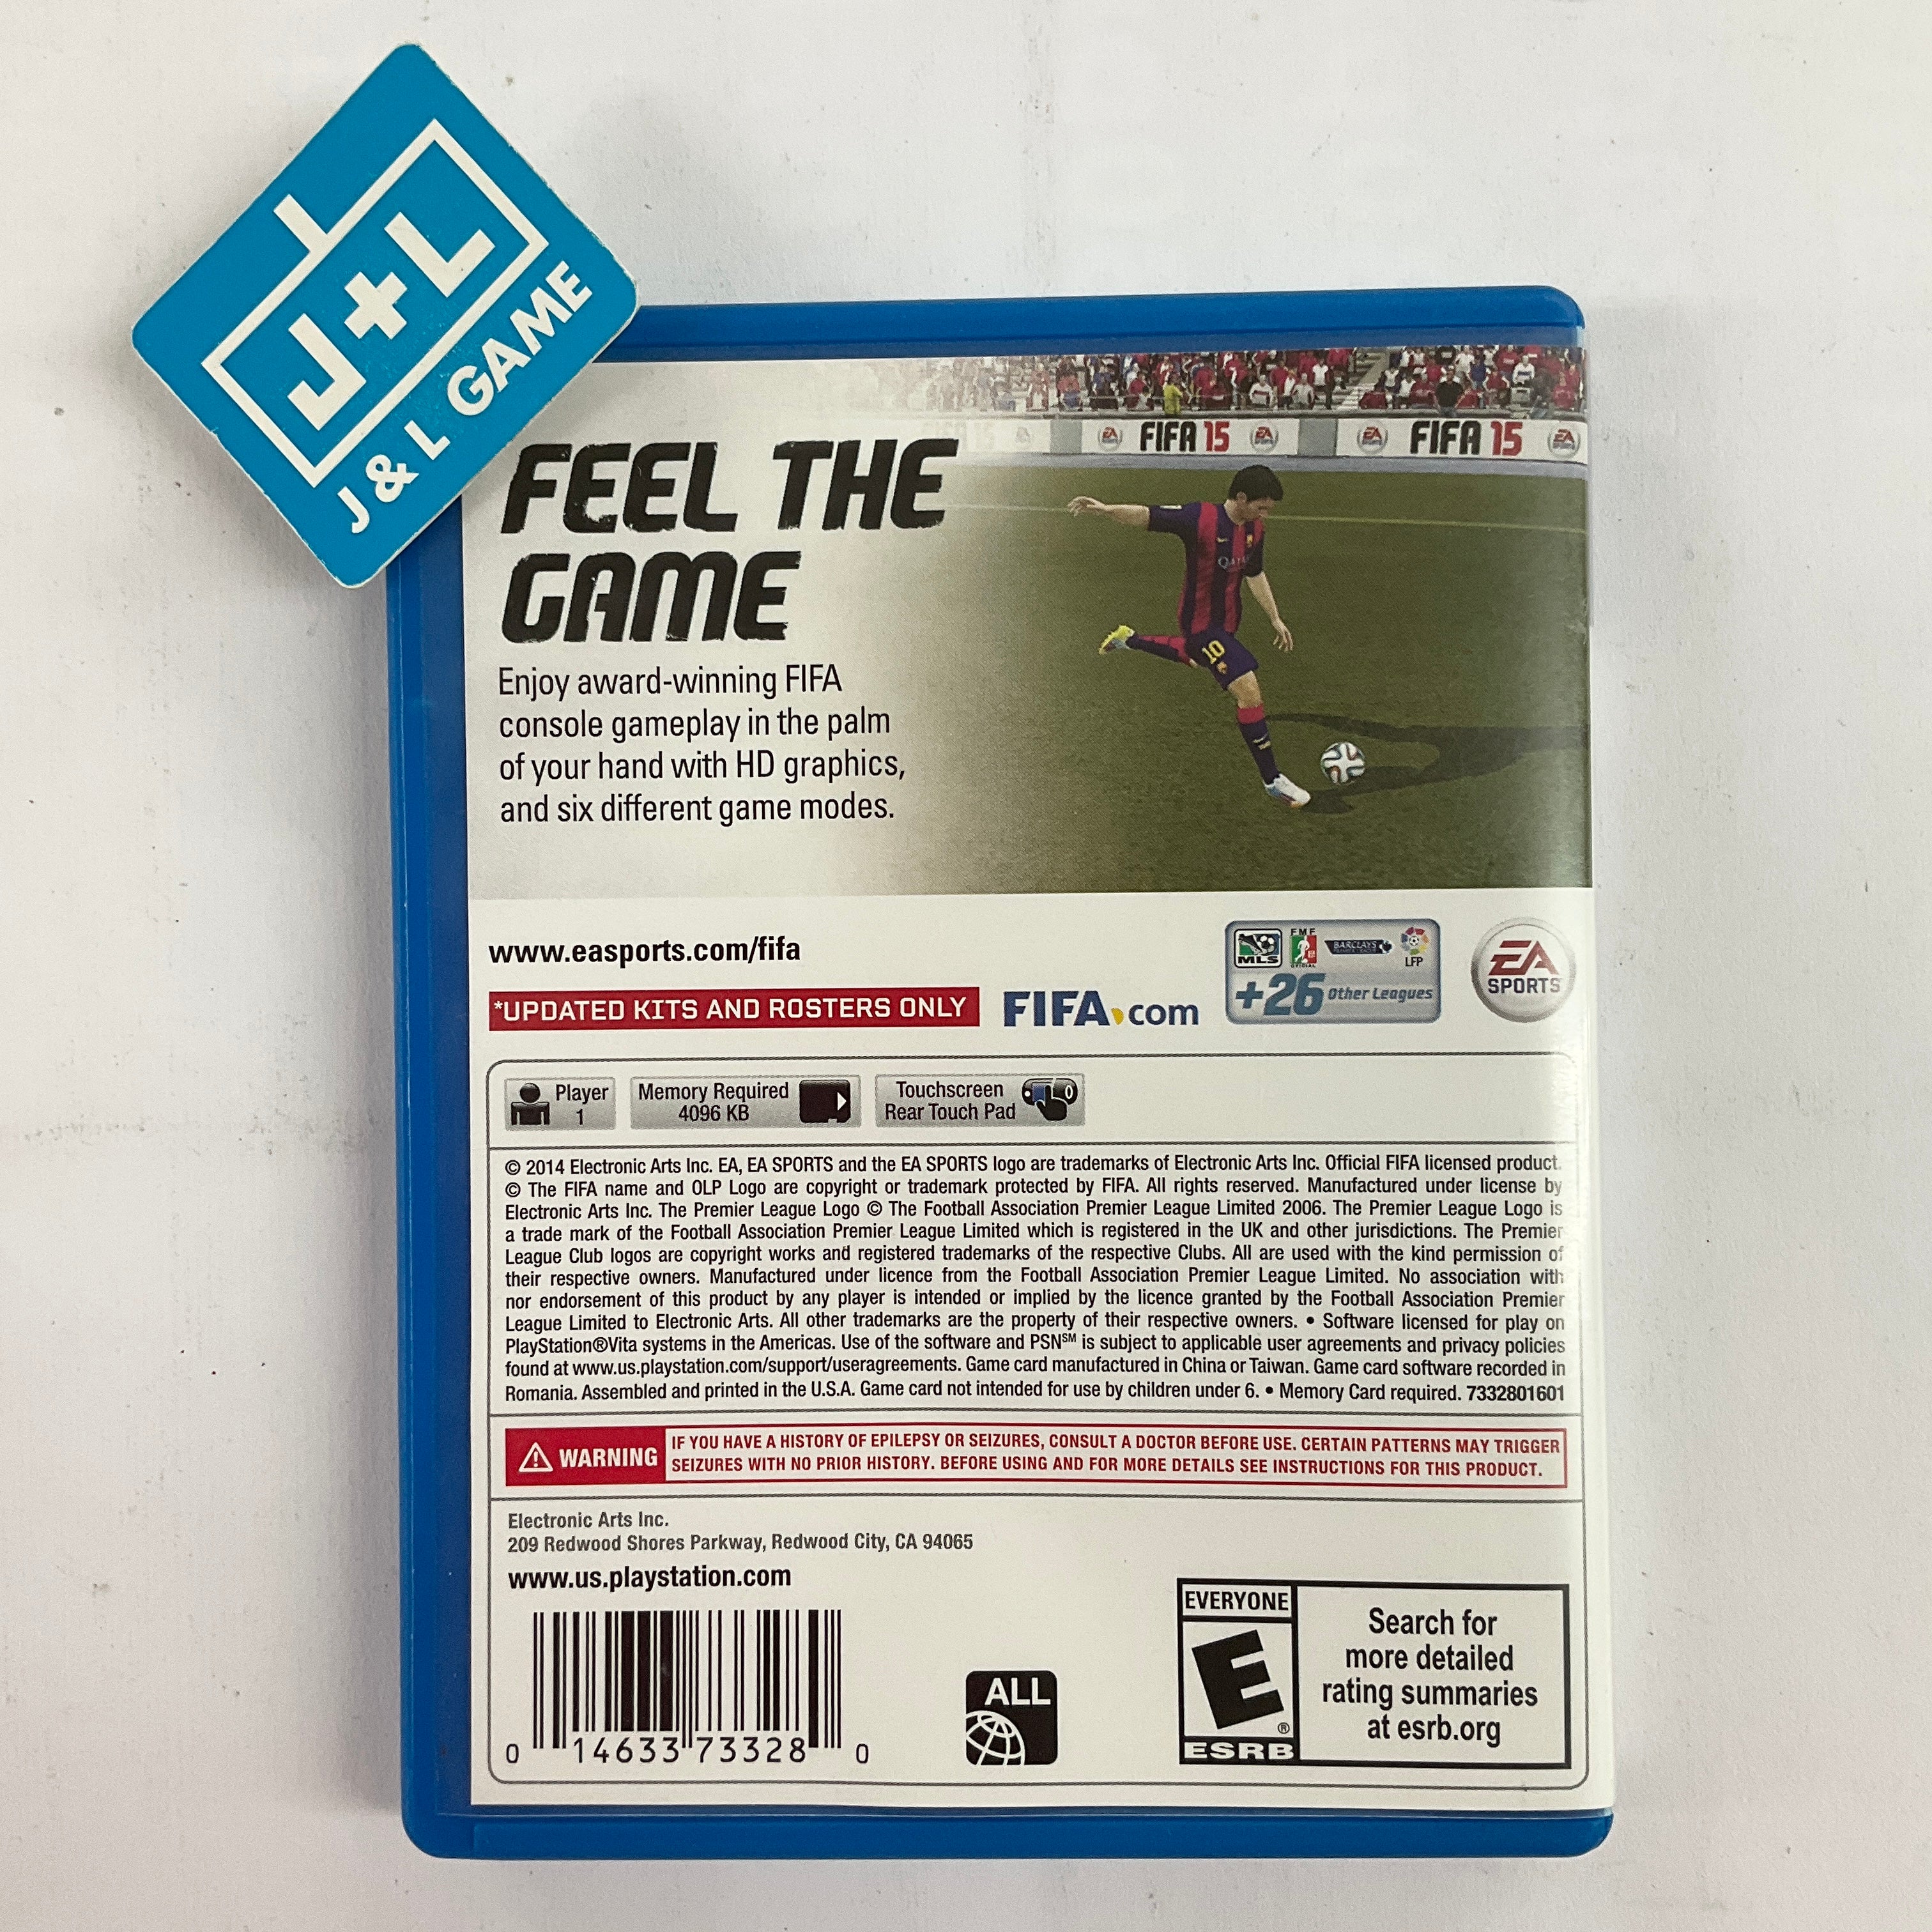 J+L
J & L GAME
FIFA 15
EA SPORTS
FIFA 15
EA SPORTS
FIFA 15
EA SPORTS
FEEL THE
GAME
10
Enjoy award-winning FIFA
console gameplay in the palm
of your hand with HD graphics,
and six different game modes.
www.easports.com/fifa
*UPDATED KITS AND ROSTERS ONLY
FIFA.com
MLS
FMF
BARCLAYS
LFP
+26 Other Leagues
EA
SPORTS
Player
1
Memory Required
4096 KB
Touchscreen
Rear Touch Pad
© 2014 Electronic Arts Inc. EA, EA SPORTS and the EA SPORTS logo are trademarks of Electronic Arts Inc. Official FIFA licensed product.
© The FIFA name and OLP Logo are copyright or trademark protected by FIFA. All rights reserved. Manufactured under license by
Electronic Arts Inc. The Premier League Logo © The Football Association Premier League Limited 2006. The Premier League Logo is
a trade mark of the Football Association Premier League Limited which is registered in the UK and other jurisdictions. The Premier
League Club logos are copyright works and registered trademarks of the respective Clubs. All are used with the kind permission of
their respective owners. Manufactured under licence from the Football Association Premier League Limited. No association with
nor endorsement of this product by any player is intended or implied by the licence granted by the Football Association Premier
League Limited to Electronic Arts. All other trademarks are the property of their respective owners. • Software licensed for play on
PlayStation®Vita systems in the Americas. Use of the software and PSN℠ is subject to applicable user agreements and privacy policies
found at www.us.playstation.com/support/useragreements. Game card manufactured in China or Taiwan. Game card software recorded in
Romania. Assembled and printed in the U.S.A. Game card not intended for use by children under 6. • Memory Card required. 7332801601
WARNING
IF YOU HAVE A HISTORY OF EPILEPSY OR SEIZURES, CONSULT A DOCTOR BEFORE USE. CERTAIN PATTERNS MAY TRIGGER
SEIZURES WITH NO PRIOR HISTORY. BEFORE USING AND FOR MORE DETAILS SEE INSTRUCTIONS FOR THIS PRODUCT.
Electronic Arts Inc.
209 Redwood Shores Parkway, Redwood City, CA 94065
www.us.playstation.com
0 14633 73328 0
ALL
EVERYONE
E ®
ESRB
Search for
more detailed
rating summaries
at esrb.org